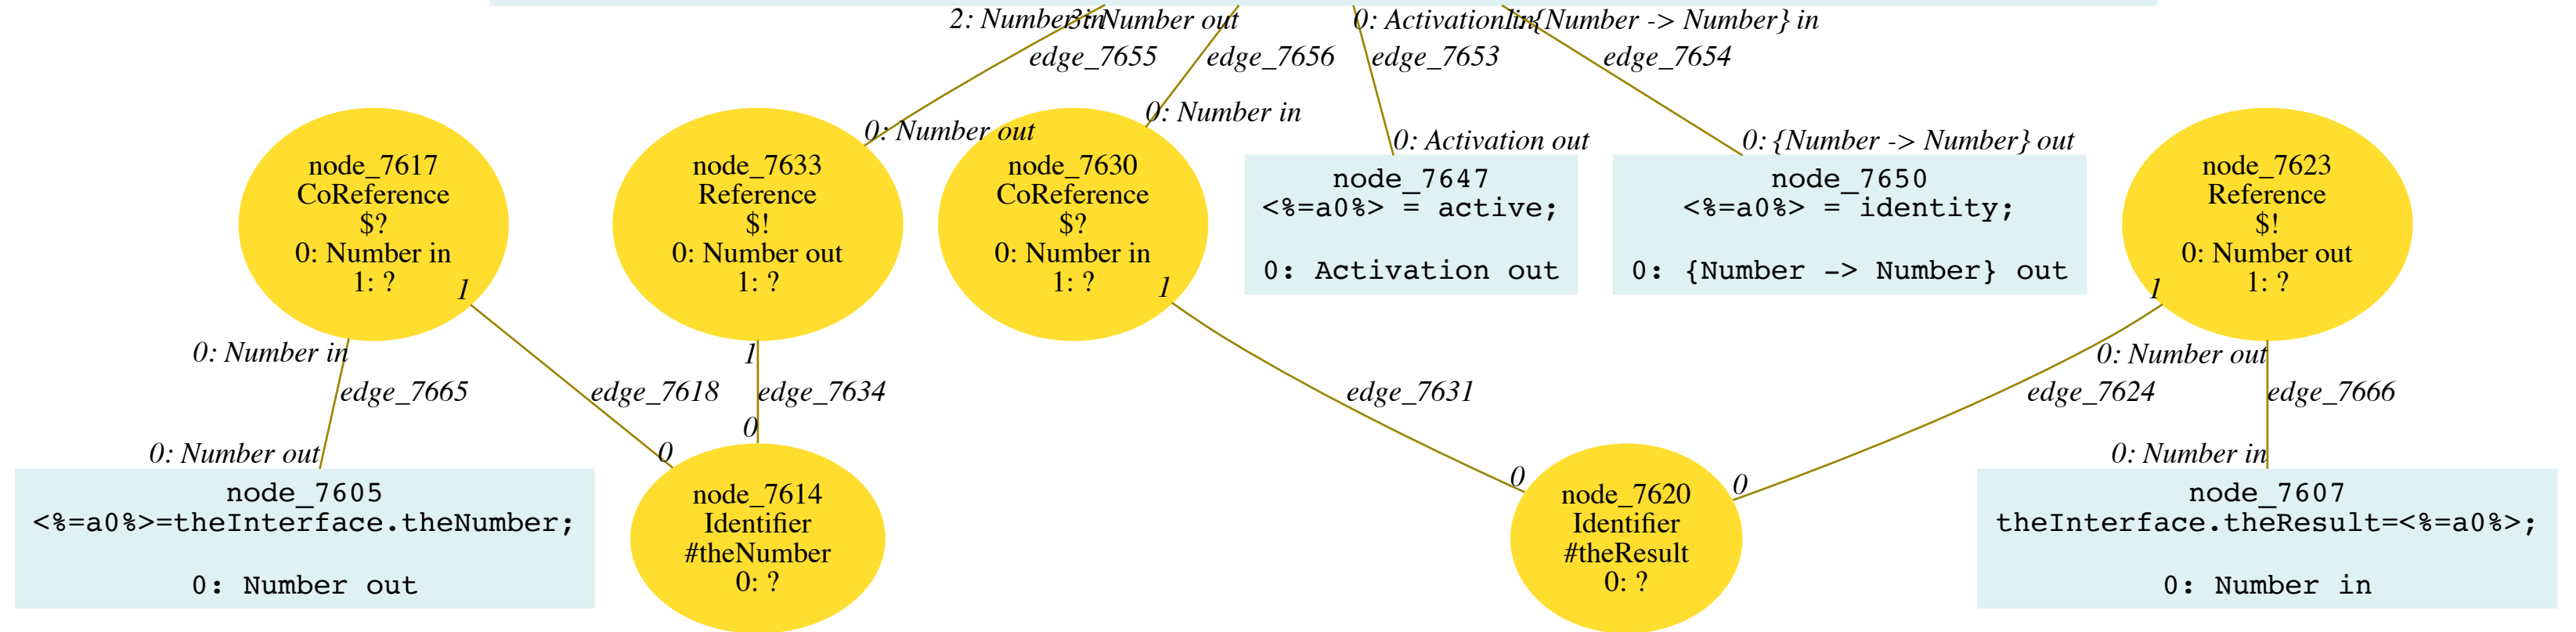 2: Number in
3: Number out
0: Activation in
1: {Number -> Number} in
edge_7655
edge_7656
edge_7653
edge_7654
0: Number out
0: Number in
0: Activation out
0: {Number -> Number} out
node_7617
CoReference
$?
0: Number in
1: ?
1
node_7633
Reference
$!
0: Number out
1: ?
node_7630
CoReference
$?
0: Number in
1: ?
1
node_7647
<%=a0%> = active;
0: Activation out
node_7650
<%=a0%> = identity;
0: {Number -> Number} out
node_7623
Reference
$!
0: Number out
1: ?
1
0: Number in
1
0: Number out
edge_7665
edge_7618
edge_7634
edge_7631
edge_7624
edge_7666
0: Number out
0
0
0
0
0: Number in
node_7605
<%=a0%>=theInterface.theNumber;
0: Number out
node_7614
Identifier
#theNumber
0: ?
node_7620
Identifier
#theResult
0: ?
node_7607
theInterface.theResult=<%=a0%>;
0: Number in